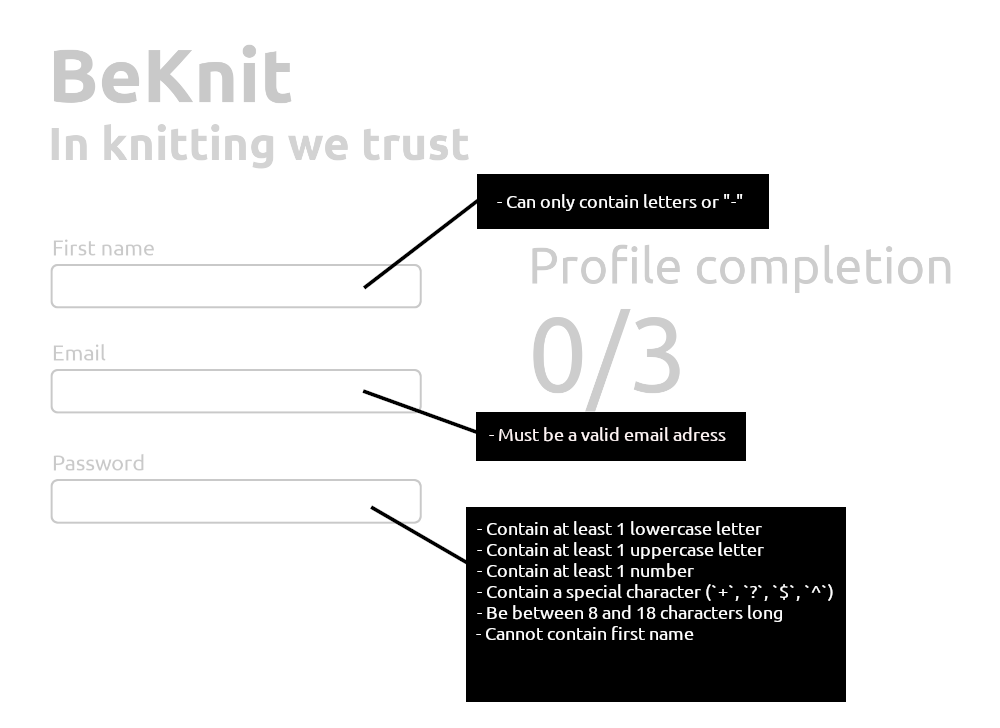 BeKnit
In knitting we trust
- Can only contain letters or "-"
First name
Profile completion
0/3
Email
- Must be a valid email adress
Password
- Contain at least 1 lowercase letter
- Contain at least 1 uppercase letter
- Contain at least 1 number
- Contain a special character (`+`, `?`, `$`, `^`)
- Be between 8 and 18 characters long
- Cannot contain first name